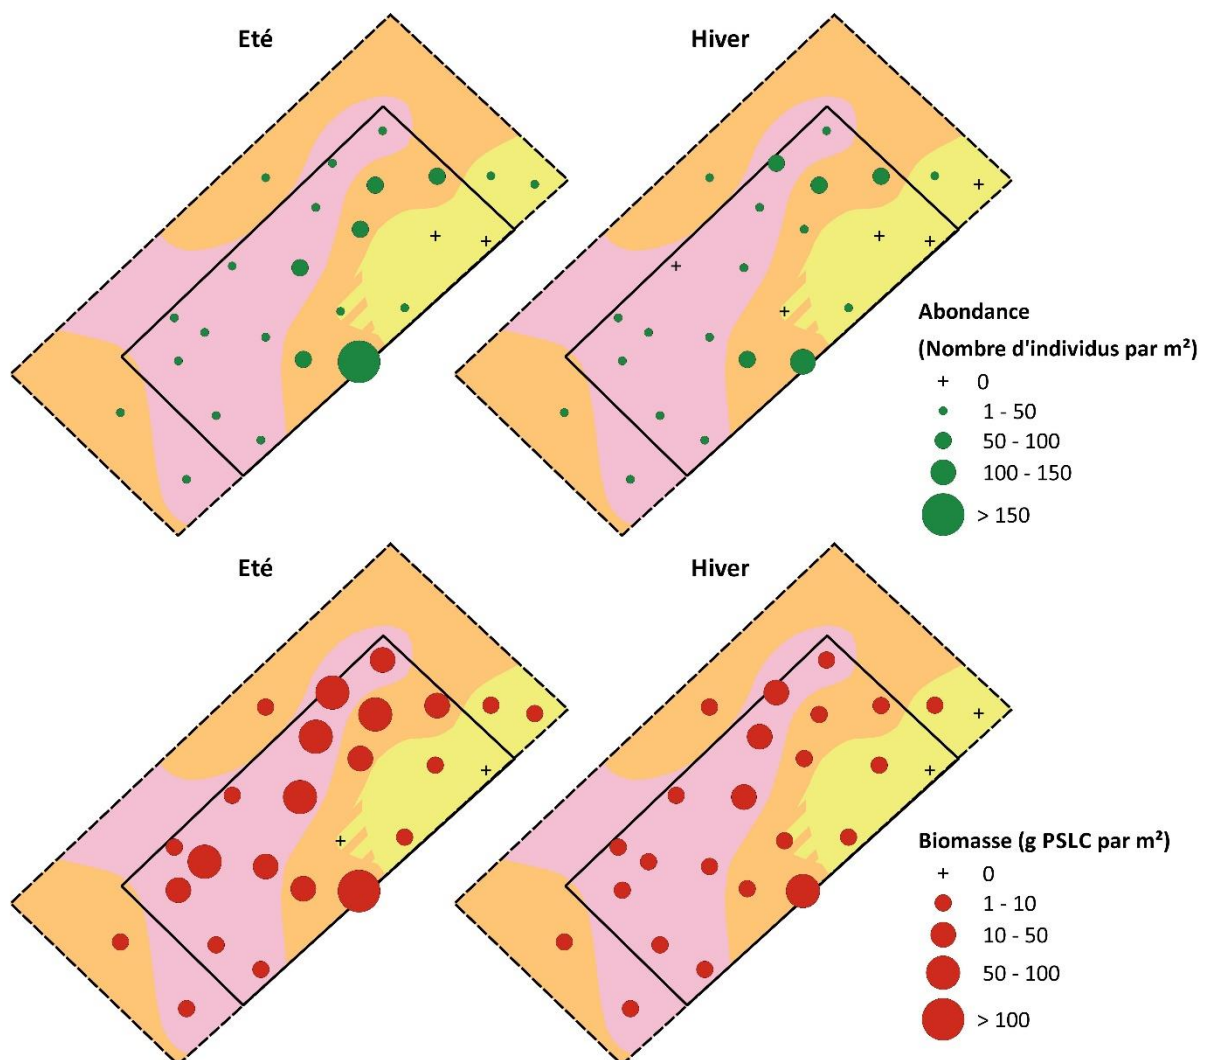 Eté
Hiver
Abondance
(Nombre d'individus par m²)
0
1 - 50
50 - 100
100 - 150
> 150
Eté
Hiver
Biomasse (g PSLC par m²)
0
1 - 10
10 - 50
50 - 100
> 100